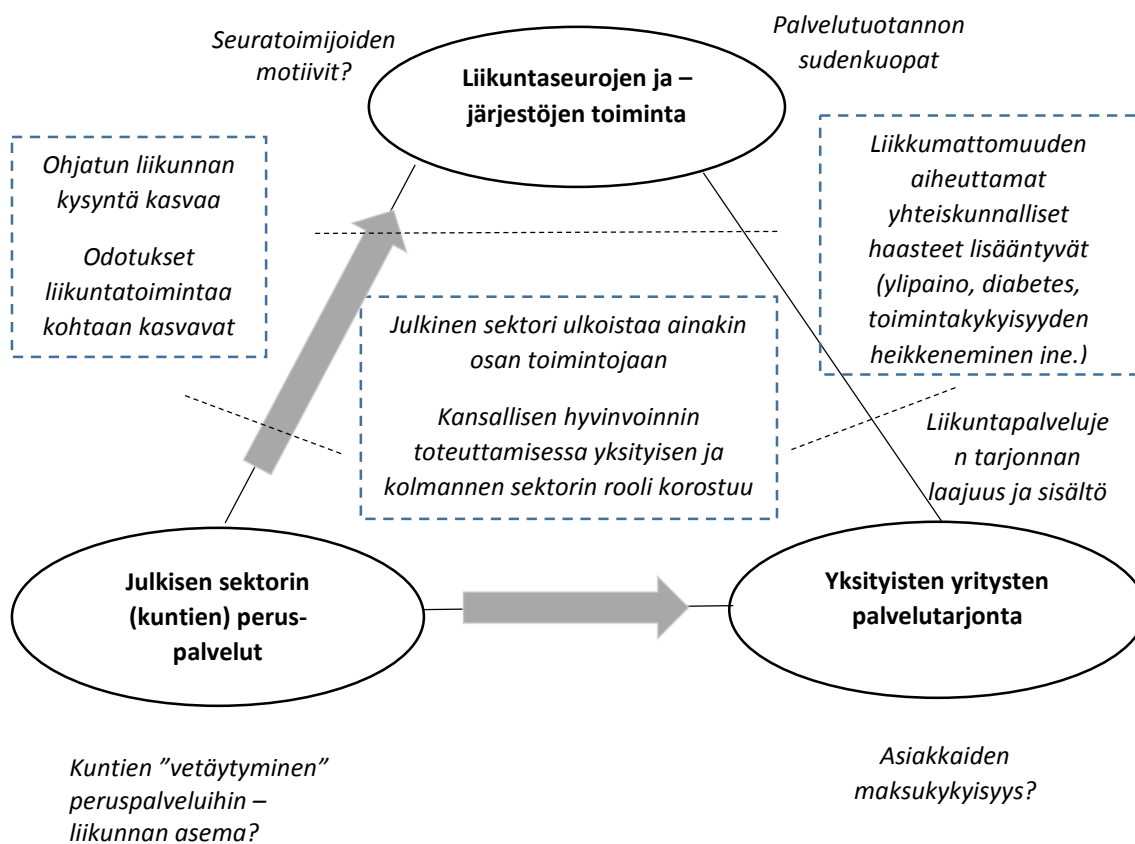 Seuratoimijoiden
motiivit?
Palvelutuotannon
sudenkuopat
Liikuntaseurojen ja –
järjestöjen toiminta
Ohjatun liikunnan
kysyntä kasvaa
Odotukset
liikuntatoimintaa
kohtaan kasvavat
Liikkumattomuuden
aiheuttamat
yhteiskunnalliset
haasteet lisääntyvät
(ylipaino, diabetes,
toimintakykyisyyden
heikkeneminen ine.)
Julkinen sektori ulkoistaa ainakin
osan toimintojaan
Kansallisen hyvinvoinnin
toteuttamisessa yksityisen ja
kolmannen sektorin rooli korostuu
Liikuntapalveluje
n tarjonnan
laajuus ja sisältö
Julkisen sektorin
(kuntien) perus-
palvelut
Yksityisten yritysten
palvelutarjonta
Kuntien ”vetäytyminen”
peruspalveluihin –
liikunnan asema?
Asiakkaiden
maksukykyisyys?